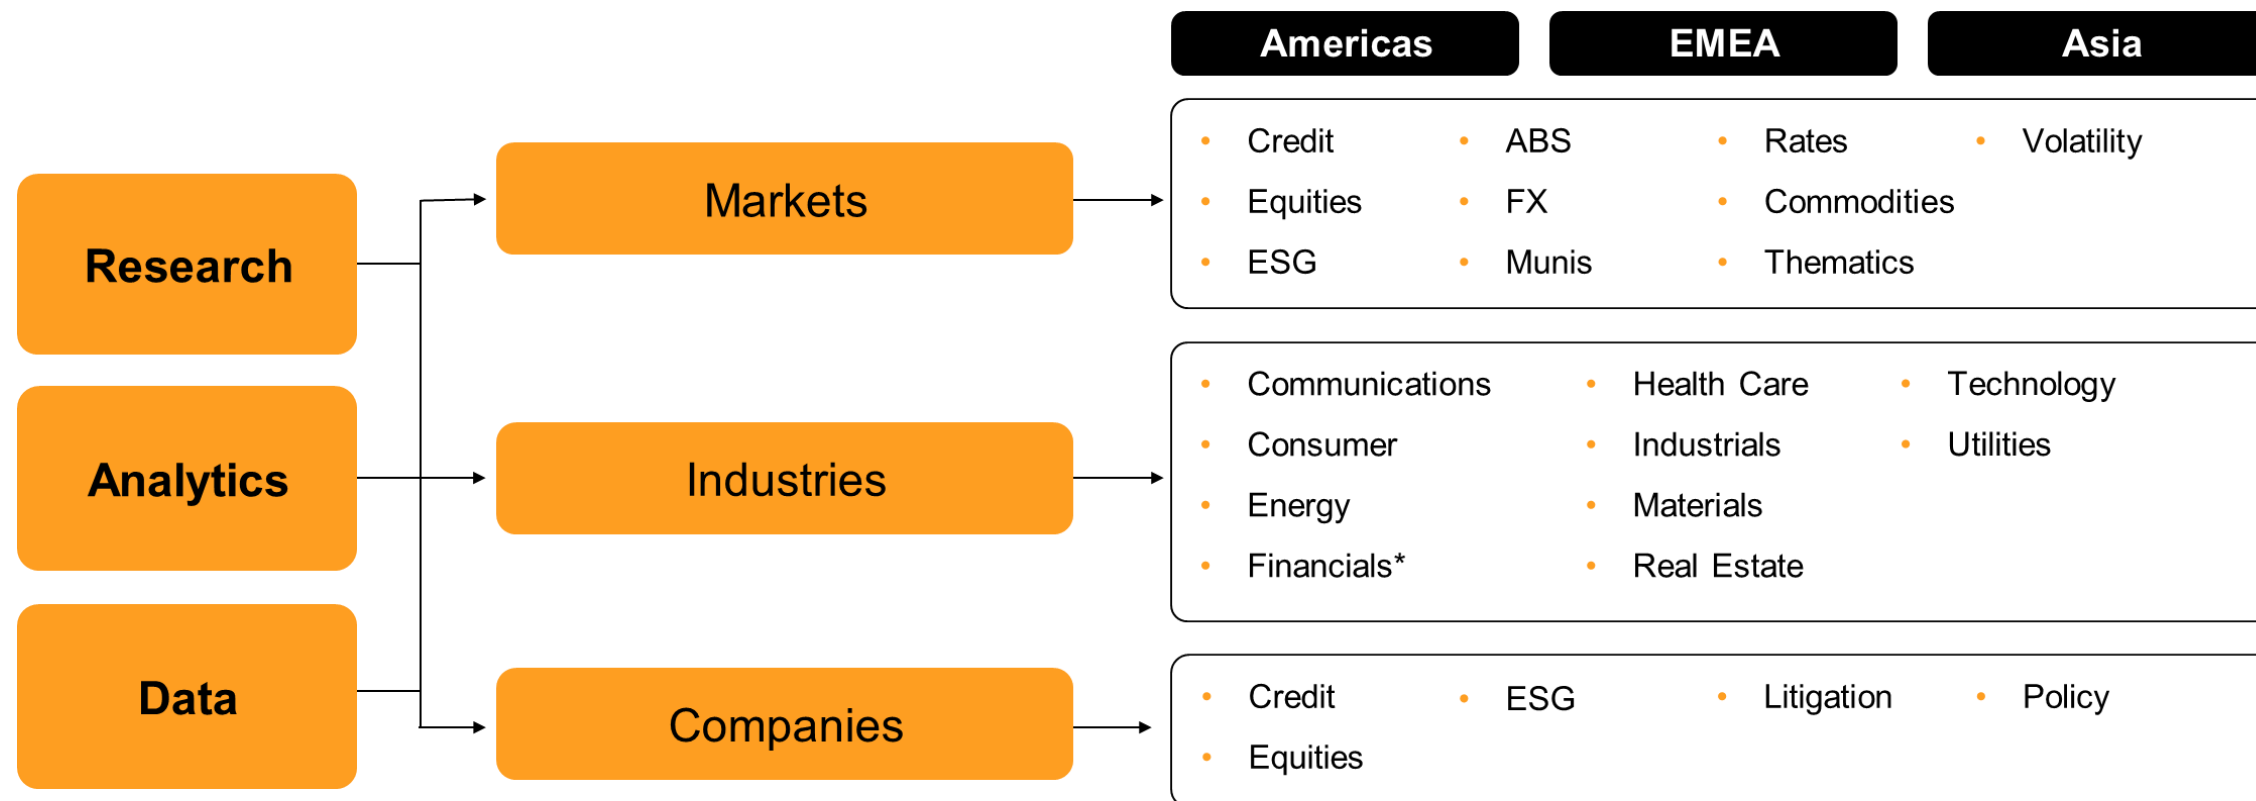 Americas EMEA Asia
Research
Analytics
Data
Markets
Industries
Companies
Credit ABS Rates Volatility
Equities FX Commodities
ESG Munis Thematics
Communications Health Care Technology
Consumer Industrials Utilities
Energy Materials
Financials* Real Estate
Credit ESG Litigation Policy
Equities